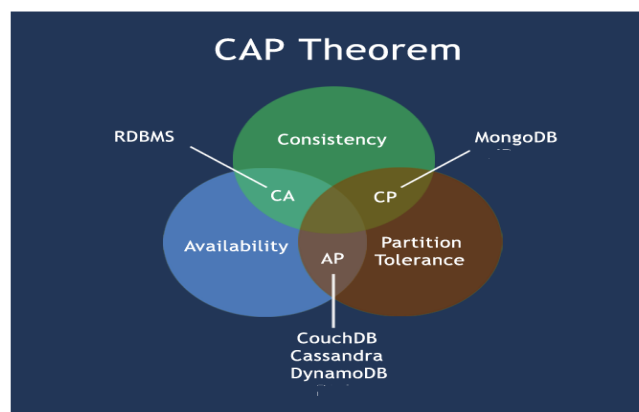 CAP Theorem
RDBMS
MongoDB
Consistency
CA
CP
Availability
Partition
Tolerance
AP
CouchDB
Cassandra
DynamoDB